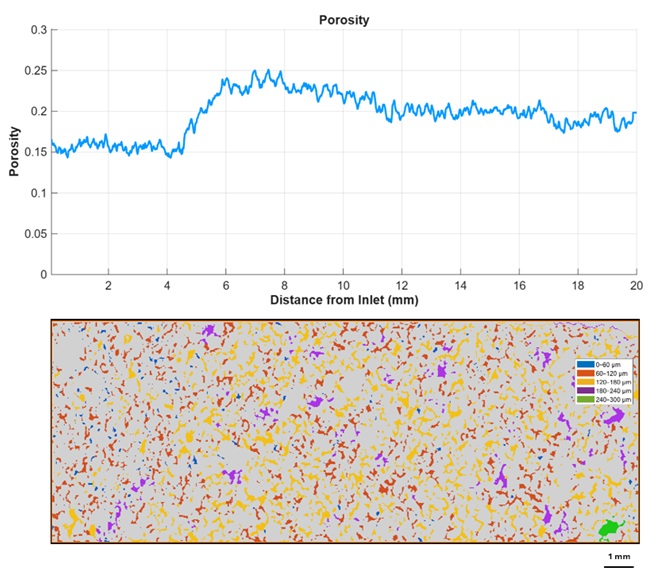 Porosity
0.3
0.25
0.2
0.15
0.1
0.05
0
Porosity
2 4 6 8 10 12 14 16 18 20
Distance from Inlet (mm)
0–60 µm
60–120 µm
120–180 µm
180–240 µm
240–300 µm
1 mm